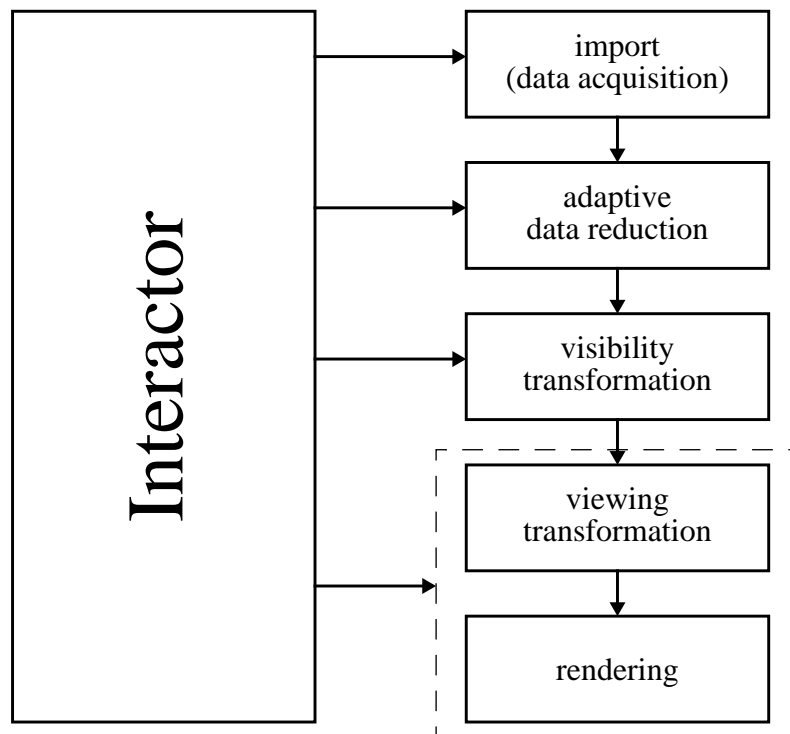 Interactor
import
(data acquisition)
adaptive
data reduction
visibility
transformation
viewing
transformation
rendering